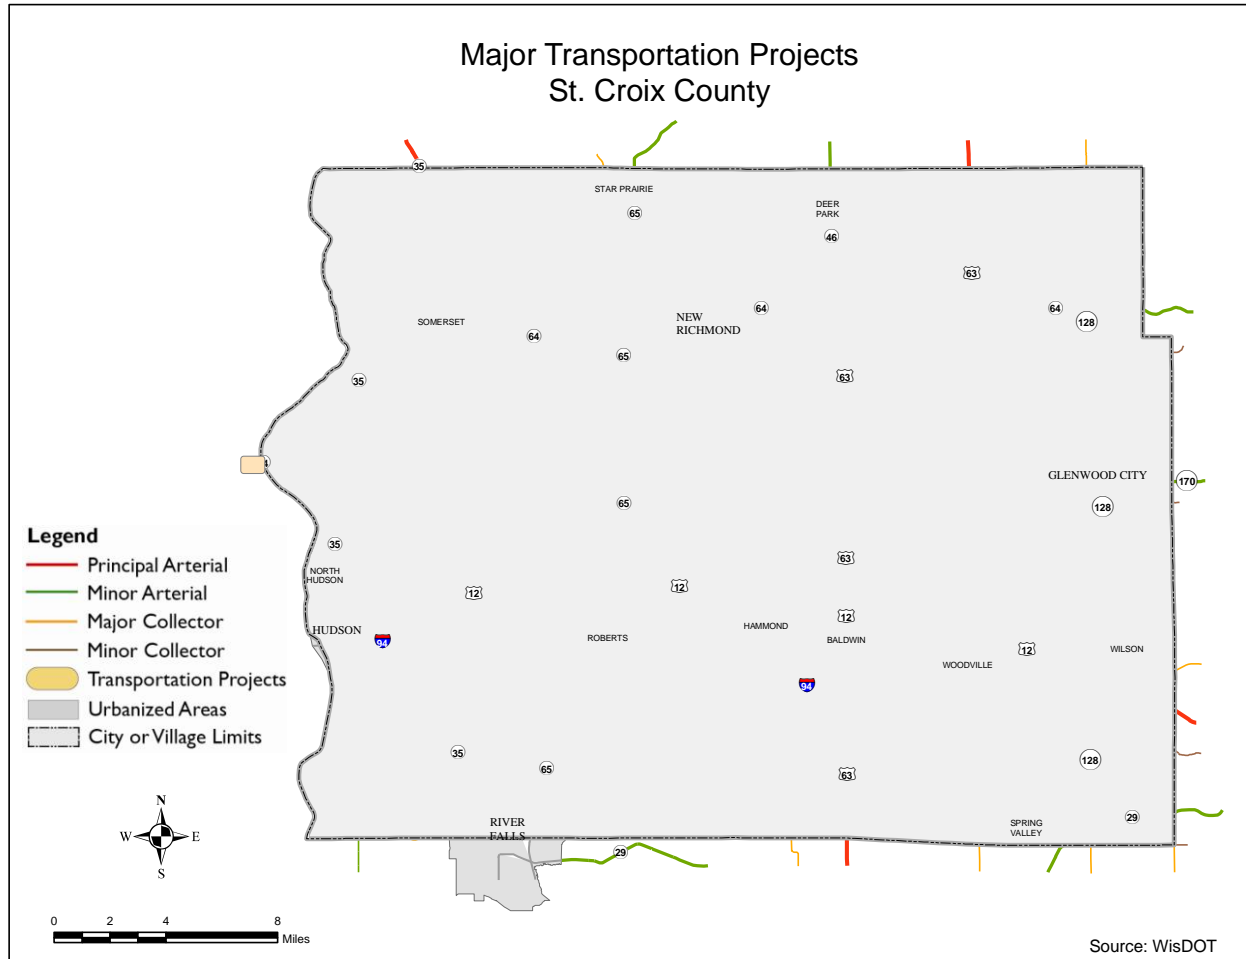 Major Transportation Projects
St. Croix County
35
STAR PRAIRIE
65
DEER
PARK
46
63
SOMERSET
64
NEW
RICHMOND
64
64
128
65
35
63
GLENWOOD CITY
170
128
65
35
NORTH
HUDSON
12
12
63
12
HUDSON
94
ROBERTS
HAMMOND
BALDWIN
12
WILSON
WOODVILLE
94
35
65
63
128
29
RIVER
FALLS
SPRING
VALLEY
29
Legend
Principal Arterial
Minor Arterial
Major Collector
Minor Collector
Transportation Projects
Urbanized Areas
City or Village Limits
N
W
E
S
0 2 4 8
Miles
Source: WisDOT